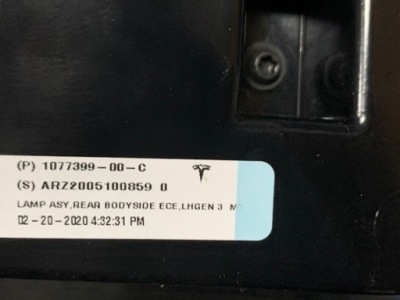 (P) 1077399-00-C
(S) ARZ2005100859 0
LAMP ASY,REAR BODYSIDE ECE,LHGEN 3
02-20-2020 4:32:31 PM